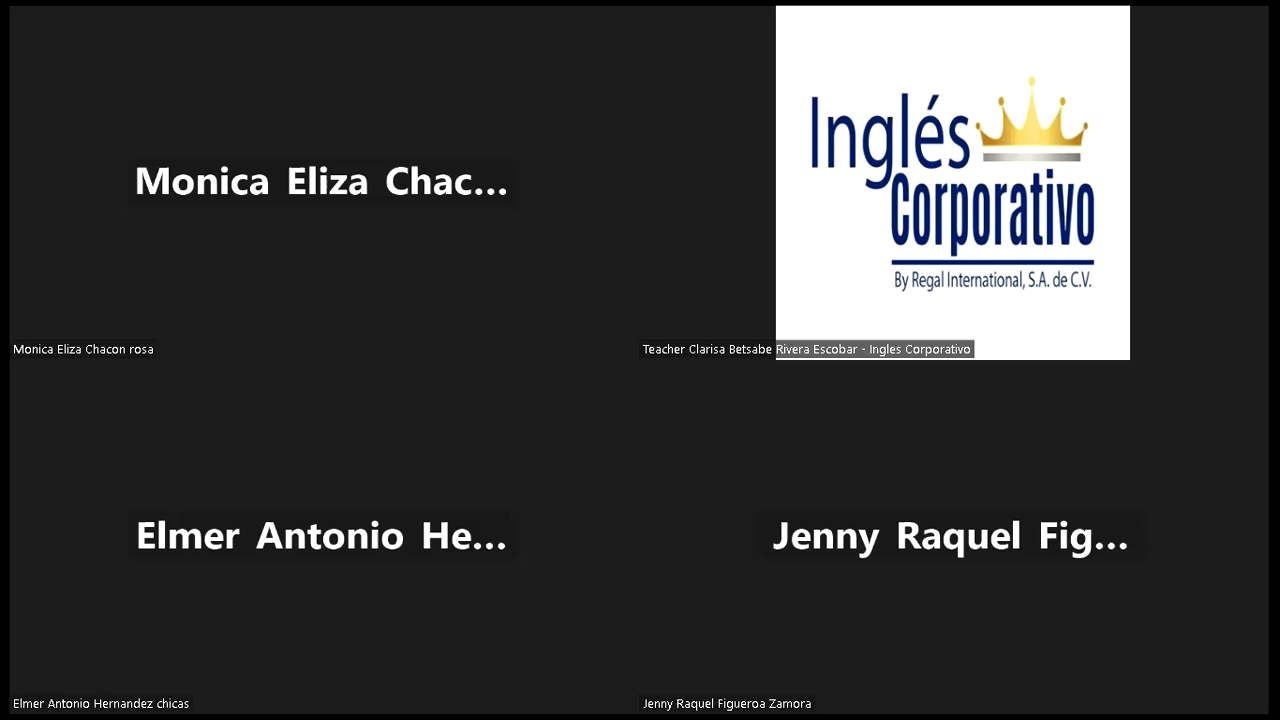 Monica Eliza Chac...
Monica Eliza Chacon rosa
Inglés
Corporativo
By Regal International, S.A. de C.V.
Teacher Clarisa Betsabe Rivera Escobar - Ingles Corporativo
Elmer Antonio He...
Elmer Antonio Hernandez chicas
Jenny Raquel Fig...
Jenny Raquel Figueroa Zamora